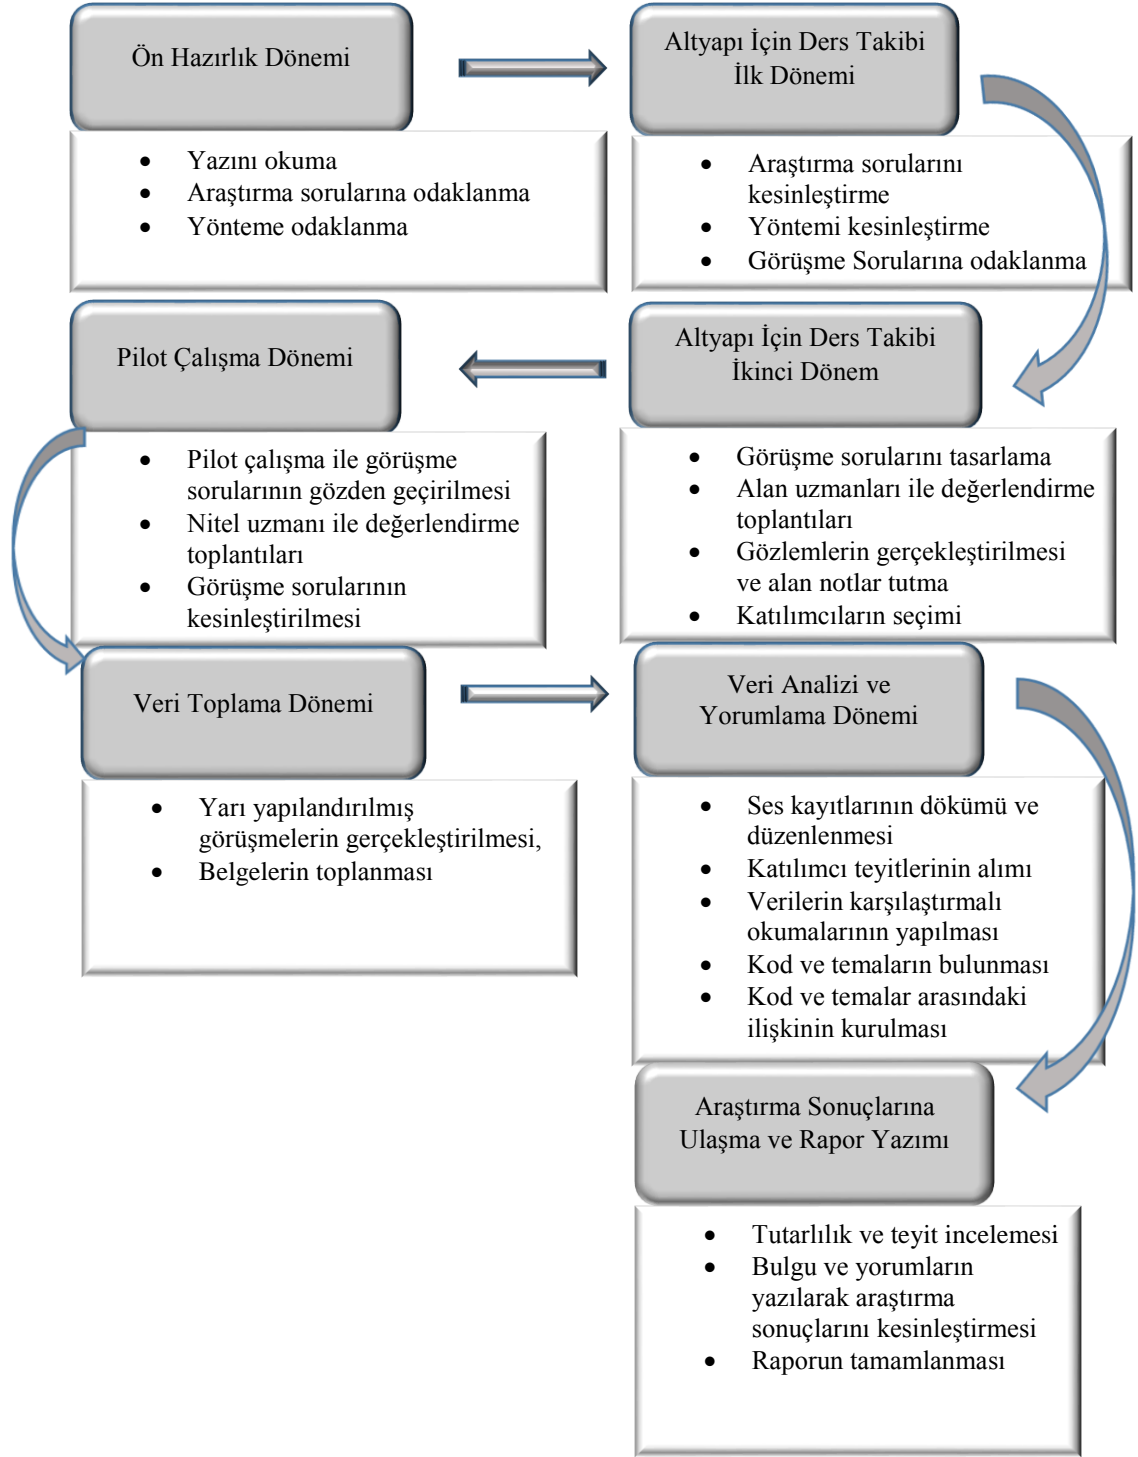 Ön Hazırlık Dönemi
• Yazını okuma
• Araştırma sorularına odaklanma
• Yönteme odaklanma
Altyapı İçin Ders Takibi
İlk Dönemi
• Araştırma sorularını
kesinleştirme
• Yöntemi kesinleştirme
• Görüşme Sorularına odaklanma
Altyapı İçin Ders Takibi
İkinci Dönem
• Görüşme sorularını tasarlama
• Alan uzmanları ile değerlendirme
toplantıları
• Gözlemlerin gerçekleştirilmesi
ve alan notlar tutma
• Katılımcıların seçimi
Pilot Çalışma Dönemi
• Pilot çalışma ile görüşme
sorularının gözden geçirilmesi
• Nitel uzmanı ile değerlendirme
toplantıları
• Görüşme sorularının
kesinleştirilmesi
Veri Toplama Dönemi
• Yarı yapılandırılmış
görüşmelerin gerçekleştirilmesi,
• Belgelerin toplanması
Veri Analizi ve
Yorumlama Dönemi
• Ses kayıtlarının dökümü ve
düzenlenmesi
• Katılımcı teyitlerinin alımı
• Verilerin karşılaştırmalı
okumalarının yapılması
• Kod ve temaların bulunması
• Kod ve temalar arasındaki
ilişkinin kurulması
Araştırma Sonuçlarına
Ulaşma ve Rapor Yazımı
• Tutarlılık ve teyit incelemesi
• Bulgu ve yorumların
yazılarak araştırma
sonuçlarını kesinleştirmesi
• Raporun tamamlanması